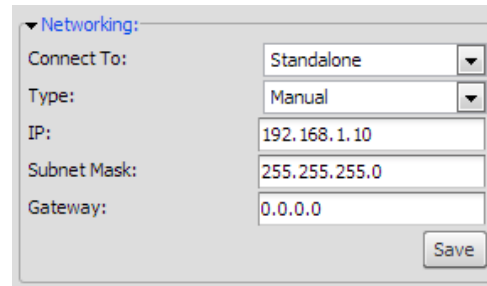 Networking:
Connect To: Standalone
Type: Manual
IP: 192.168.1.10
Subnet Mask: 255.255.255.0
Gateway: 0.0.0.0
Save